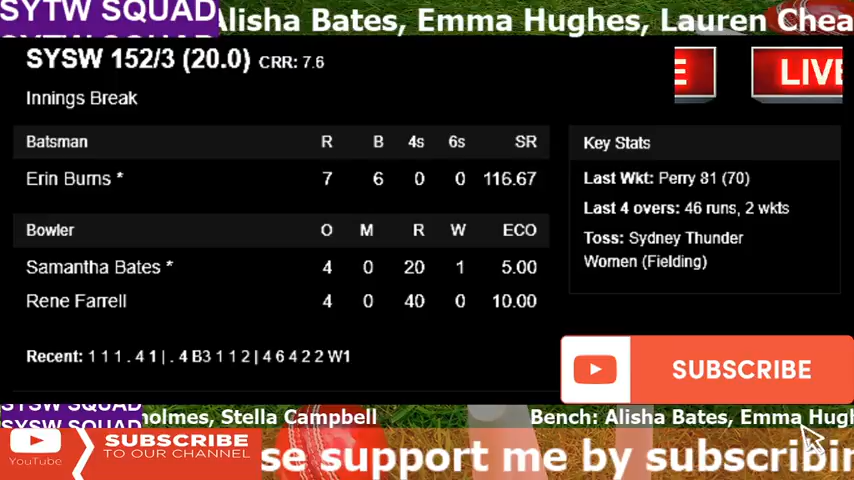 SYTW SQUAD
Alisha Bates, Emma Hughes, Lauren Chea
SYSW 152/3 (20.0) CRR: 7.6
E LIVE
Innings Break
Batsman R B 4s 6s SR
Erin Burns * 7 6 0 0 116.67
Bowler O M R W ECO
Samantha Bates * 4 0 20 1 5.00
Rene Farrell 4 0 40 0 10.00
Key Stats
Last Wkt: Perry 81 (70)
Last 4 overs: 46 runs, 2 wkts
Toss: Sydney Thunder
Women (Fielding)
Recent: 1 1 1 . 4 1 | . 4 B3 1 1 2 | 4 6 4 2 2 W1
SUBSCRIBE
SYSW SQUAD
holmes, Stella Campbell
Bench: Alisha Bates, Emma Hugh
YouTube
SUBSCRIBE
TO OUR CHANNEL
se support me by subscribin